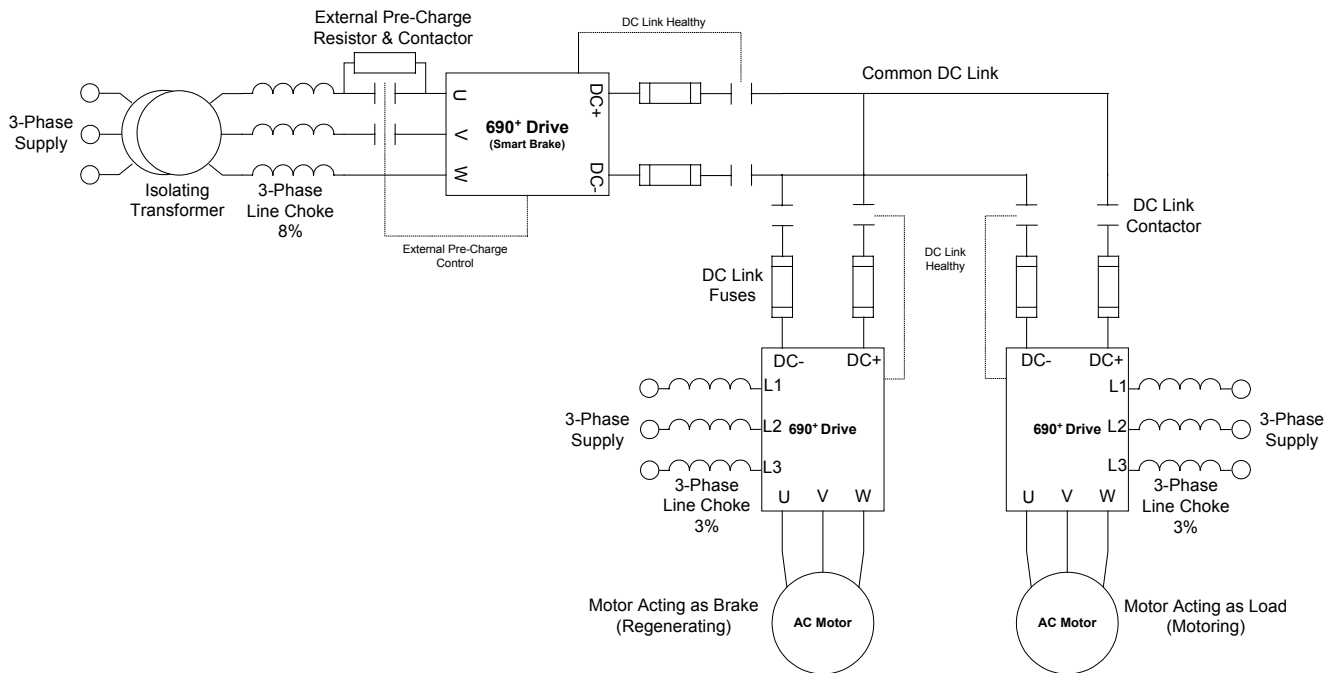 External Pre-Charge
Resistor & Contactor
DC Link Healthy
3-Phase
Supply
Isolating
Transformer
3-Phase
Line Choke
8%
U
V
W
690+ Drive
(Smart Brake)
DC+
DC-
External Pre-Charge
Control
Common DC Link
DC Link
Contactor
DC Link
Fuses
DC Link
Healthy
DC-
DC+
L1
L2
L3
690+ Drive
U
V
W
3-Phase
Supply
3-Phase
Line Choke
3%
AC Motor
Motor Acting as Brake
(Regenerating)
DC-
DC+
L1
L2
L3
690+ Drive
U
V
W
3-Phase
Supply
3-Phase
Line Choke
3%
AC Motor
Motor Acting as Load
(Motoring)